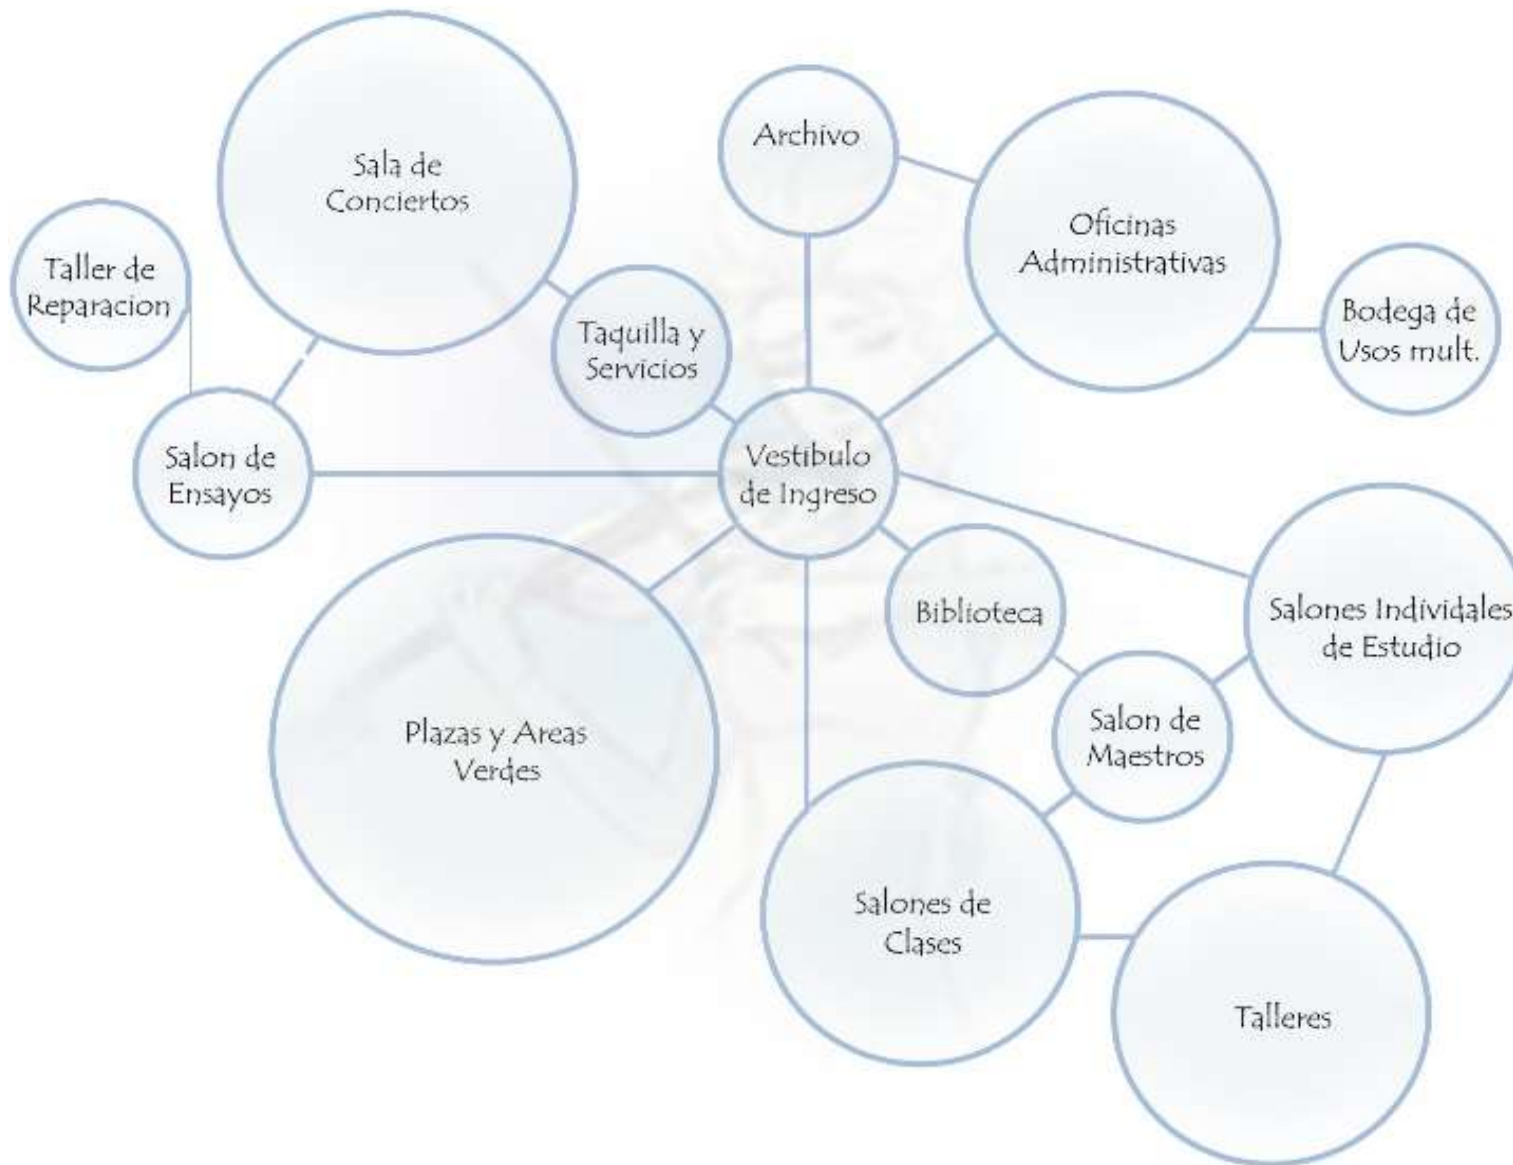 Archivo
Sala de
Conciertos
Oficinas
Administrativas
Taller de
Reparacion
Taquilla y
Servicios
Bodega de
Usos mult.
Salon de
Ensayos
Vestibulo
de Ingreso
Biblioteca
Salones Individales
de Estudio
Plazas y Areas
Verdes
Salon de
Maestros
Salones de
Clases
Talleres